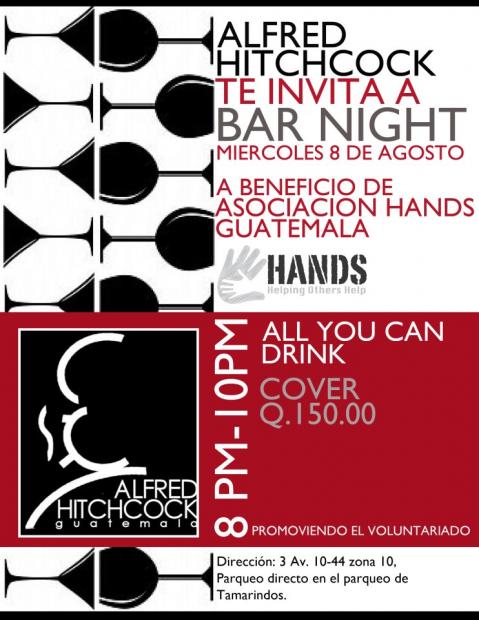 ALFRED
HITCHCOCK
TE INVITA A
BAR NIGHT
MIERCOLES 8 DE AGOSTO
A BENEFICIO DE
ASOCIACION HANDS
GUATEMALA
HANDS
Helping Others Help
8 PM-10PM
ALL YOU CAN
DRINK
COVER
Q.150.00
ALFRED
HITCHCOCK
guatemala
PROMOVIENDO EL VOLUNTARIADO
Dirección: 3 Av. 10-44 zona 10,
Parqueo directo en el parqueo de
Tamarindos.